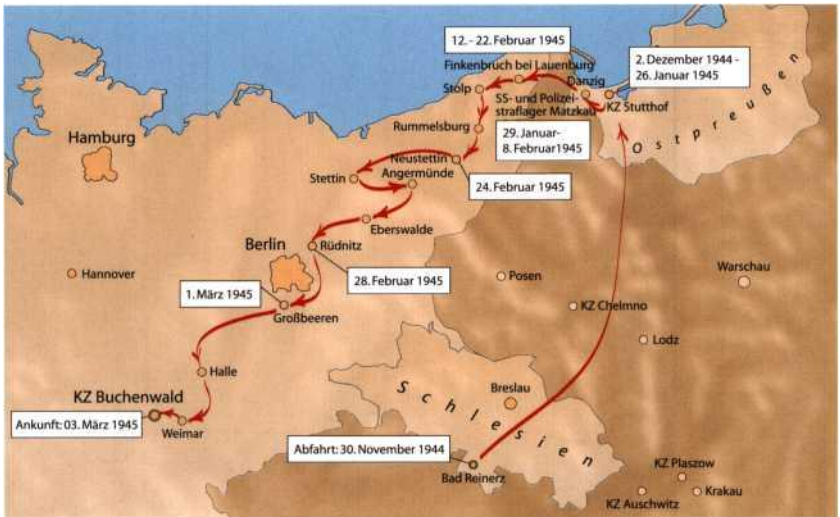 12. - 22. Februar 1945
2. Dezember 1944 -
26. Januar 1945
Finkenbruch bei Lauenburg
Danzig
Stolp
SS- und Polizei-
straflager Matzkau
KZ Stutthof
Ostpreußen
Hamburg
Rummelsburg
29. Januar-
8. Februar 1945
Neustettin
Angermünde
Stettin
24. Februar 1945
Eberswalde
Berlin
Rüdnitz
Hannover
28. Februar 1945
Posen
Warschau
1. März 1945
Großbeeren
KZ Chelmno
Lodz
Halle
KZ Buchenwald
Schlesien
Breslau
Ankunft: 03. März 1945
Weimar
Abfahrt: 30. November 1944
Bad Reinerz
KZ Plaszow
KZ Auschwitz
Krakau